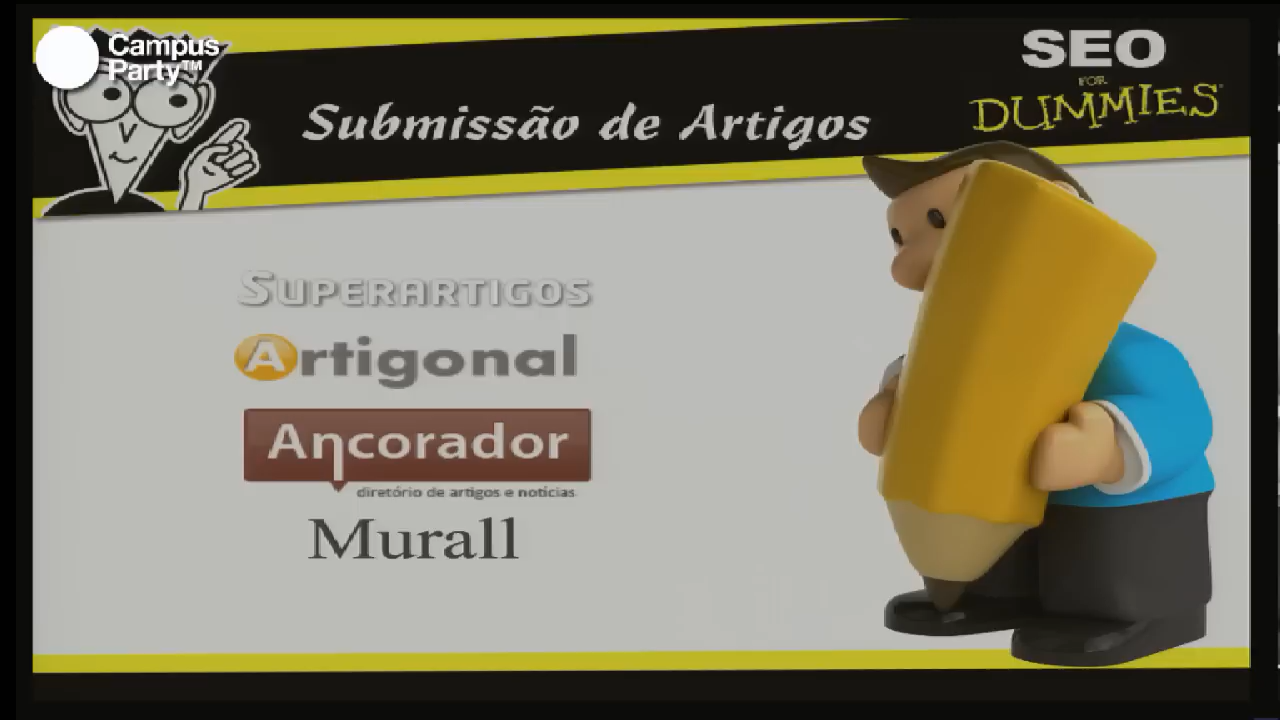 Campus
Party™
SEO
FOR
DUMMIES
Submissão de Artigos
SUPERARTIGOS
Artigonal
Ancorador
diretório de artigos e notícias
Murall